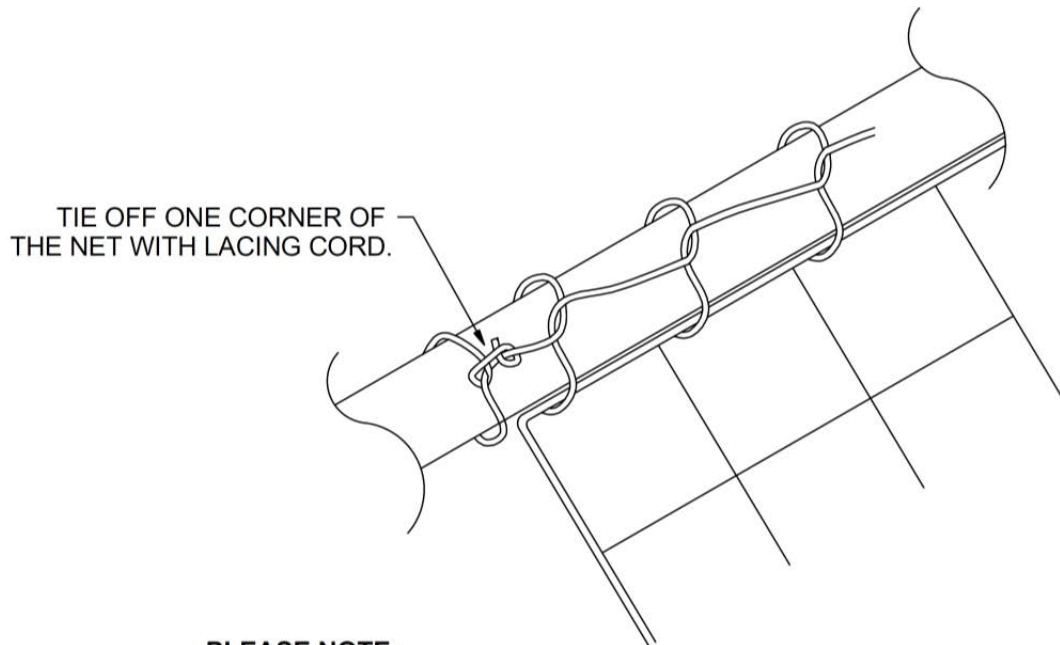 TIE OFF ONE CORNER OF
THE NET WITH LACING CORD.
PLEASE NOTE